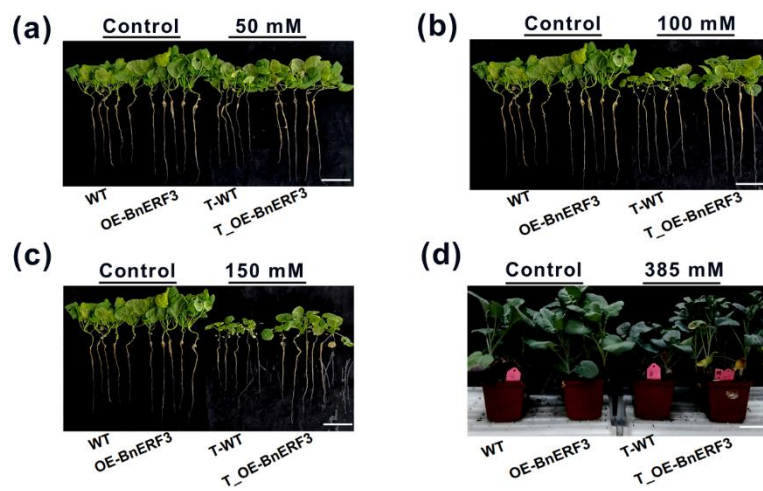 (a)
Control 50 mM
WT
OE-BnERF3
T-WT
T_OE-BnERF3
(b)
Control 100 mM
WT
OE-BnERF3
T-WT
T_OE-BnERF3
(c)
Control 150 mM
WT
OE-BnERF3
T-WT
T_OE-BnERF3
(d)
Control 385 mM
WT
OE-BnERF3
T-WT
T_OE-BnERF3